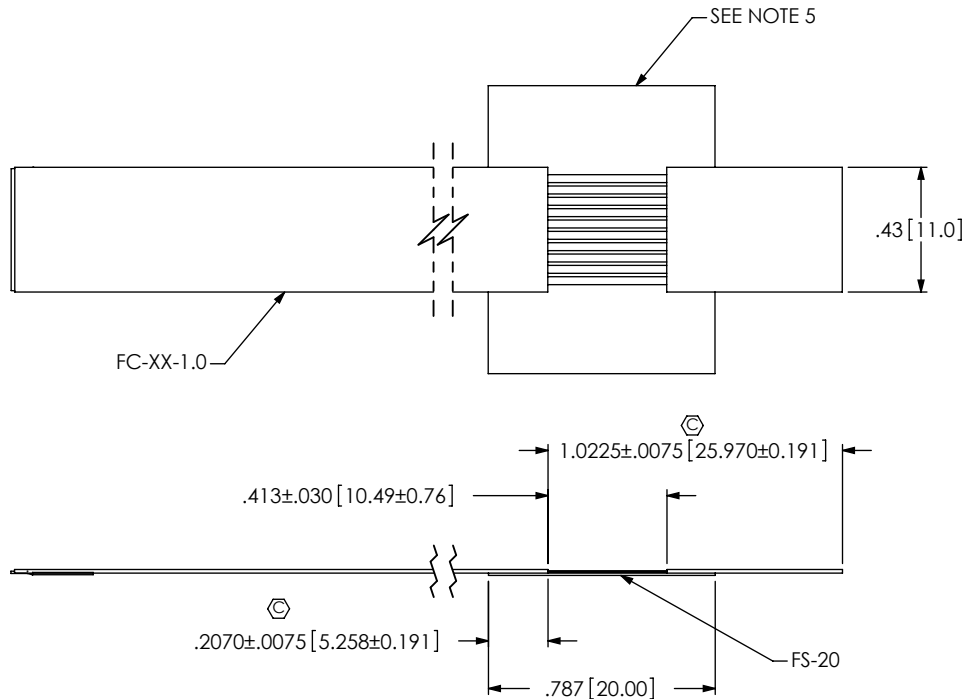 SEE NOTE 5
.43 [11.0]
FC-XX-1.0
C
1.0225±.0075 [25.970±0.191]
.413±.030 [10.49±0.76]
C
.2070±.0075 [5.258±0.191]
FS-20
.787 [20.00]